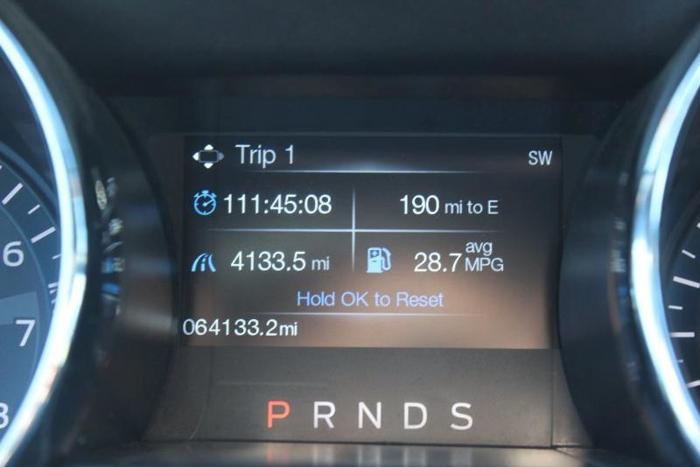 Trip 1 SW
111:45:08 190 mi to E
4133.5 mi 28.7 avg MPG
Hold OK to Reset
064133.2mi
P R N D S
6
7
8